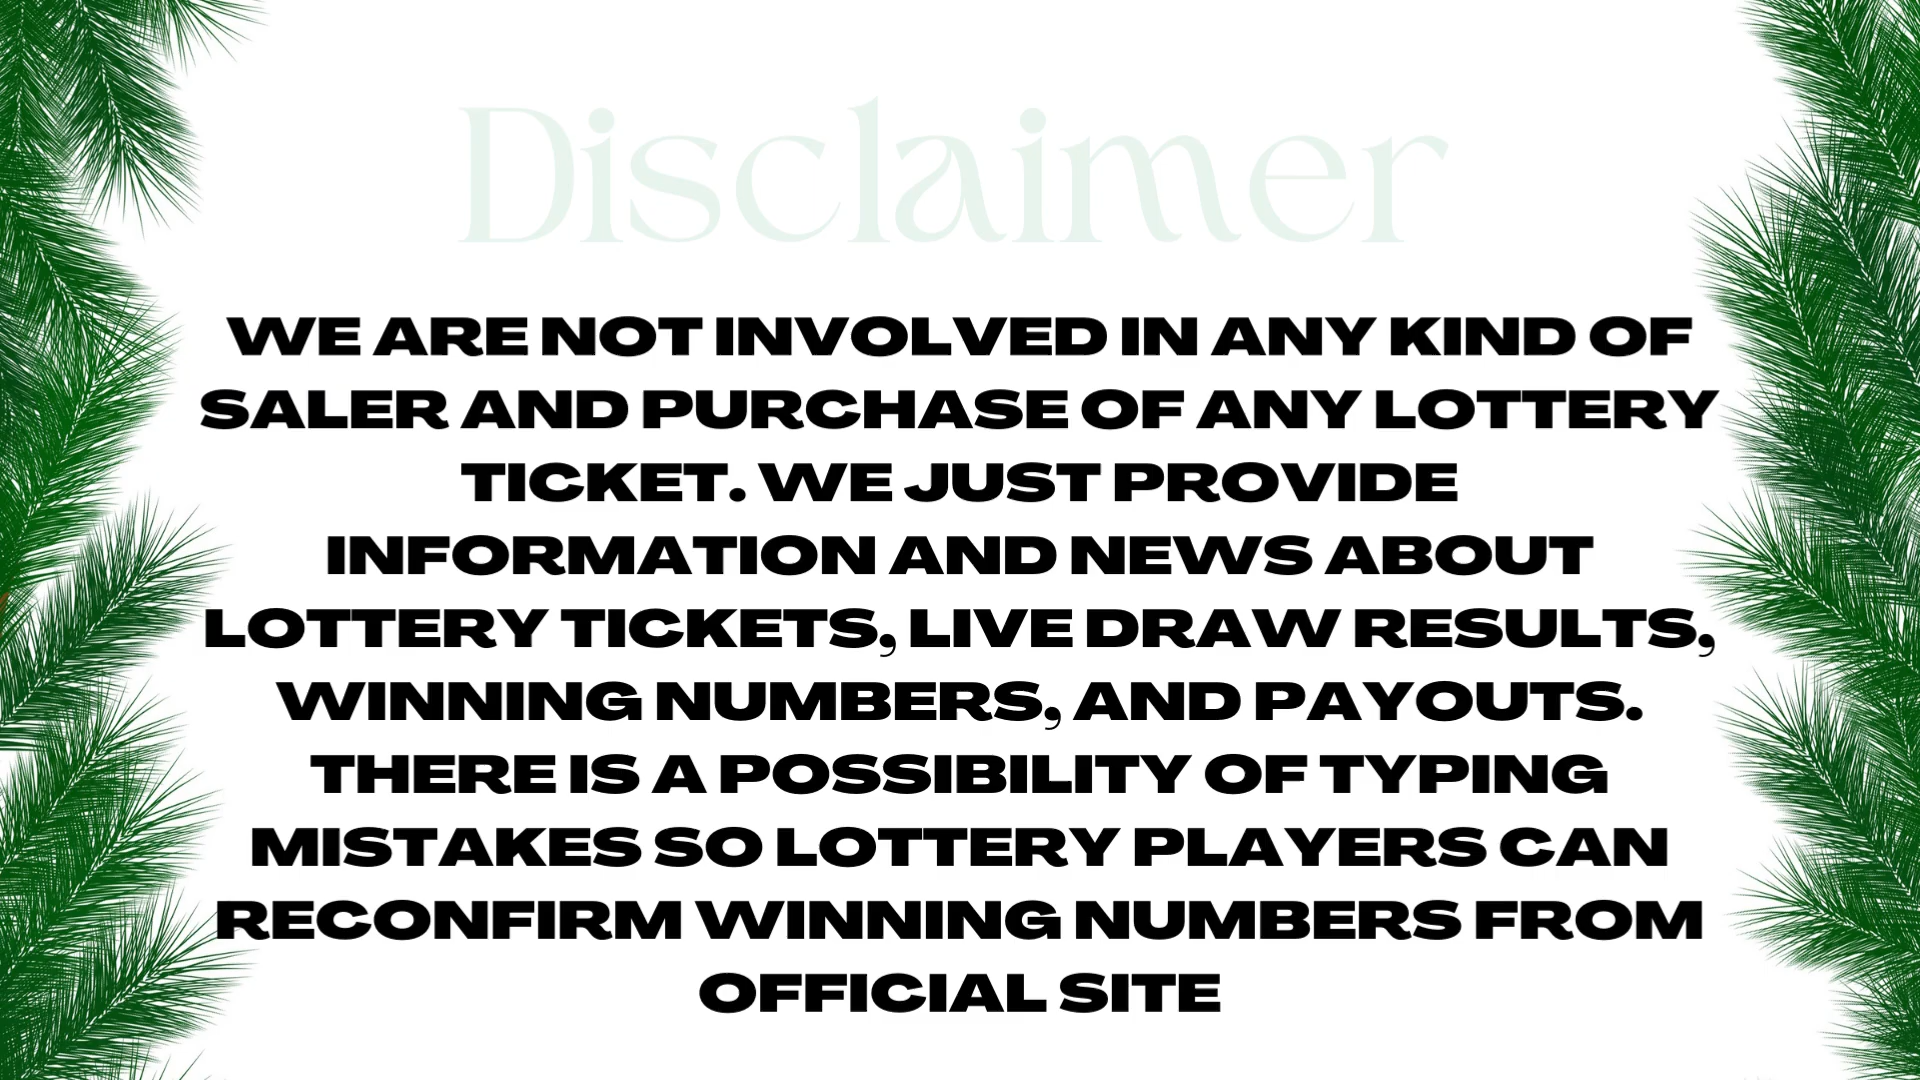 Disclaimer
WE ARE NOT INVOLVED IN ANY KIND OF
SALER AND PURCHASE OF ANY LOTTERY
TICKET. WE JUST PROVIDE
INFORMATION AND NEWS ABOUT
LOTTERY TICKETS, LIVE DRAW RESULTS,
WINNING NUMBERS, AND PAYOUTS.
THERE IS A POSSIBILITY OF TYPING
MISTAKES SO LOTTERY PLAYERS CAN
RECONFIRM WINNING NUMBERS FROM
OFFICIAL SITE